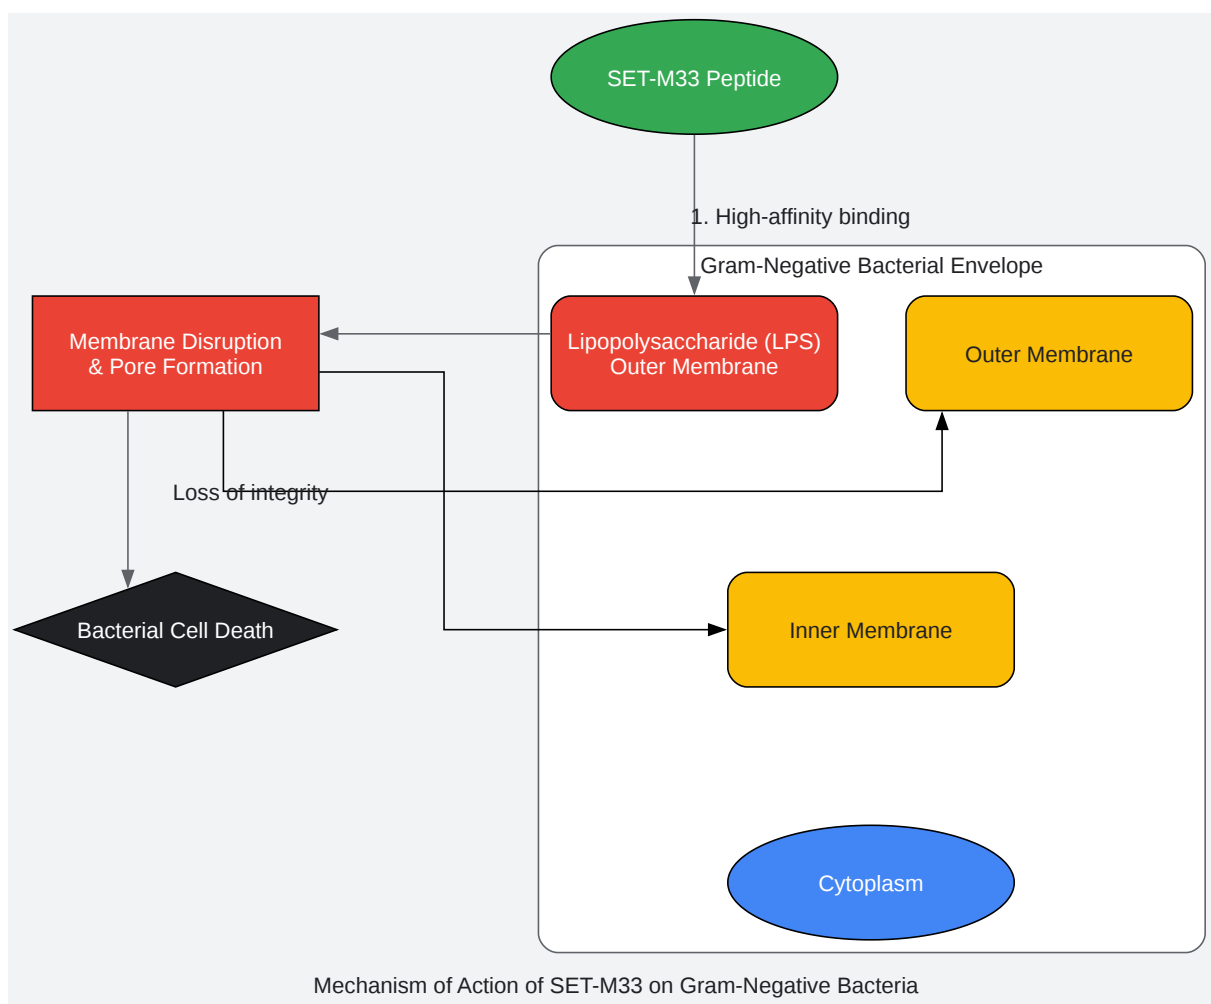 SET-M33 Peptide
1. High-affinity binding
Gram-Negative Bacterial Envelope
Membrane Disruption
& Pore Formation
Lipopolysaccharide (LPS)
Outer Membrane
Outer Membrane
Loss of integrity
Bacterial Cell Death
Inner Membrane
Cytoplasm
Mechanism of Action of SET-M33 on Gram-Negative Bacteria